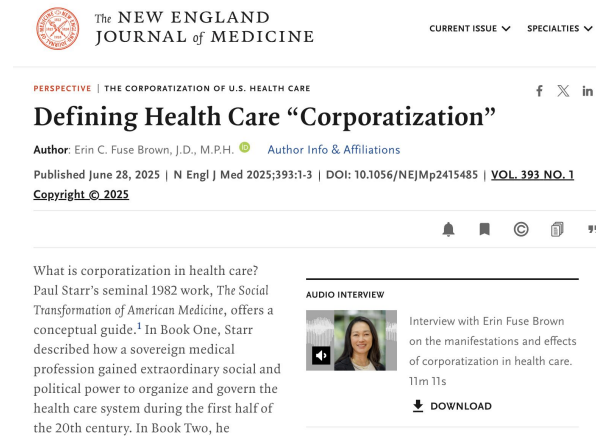 The NEW ENGLAND
JOURNAL of MEDICINE
CURRENT ISSUE
SPECIALTIES
PERSPECTIVE | THE CORPORATIZATION OF U.S. HEALTH CARE
Defining Health Care “Corporatization”
Author: Erin C. Fuse Brown, J.D., M.P.H. iD Author Info & Affiliations
Published June 28, 2025 | N Engl J Med 2025;393:1-3 | DOI: 10.1056/NEJMp2415485 | VOL. 393 NO. 1
Copyright © 2025
What is corporatization in health care?
Paul Starr’s seminal 1982 work, The Social
Transformation of American Medicine, offers a
conceptual guide.1 In Book One, Starr
described how a sovereign medical
profession gained extraordinary social and
political power to organize and govern the
health care system during the first half of
the 20th century. In Book Two, he
AUDIO INTERVIEW
Interview with Erin Fuse Brown
on the manifestations and effects
of corporatization in health care.
11m 11s
DOWNLOAD